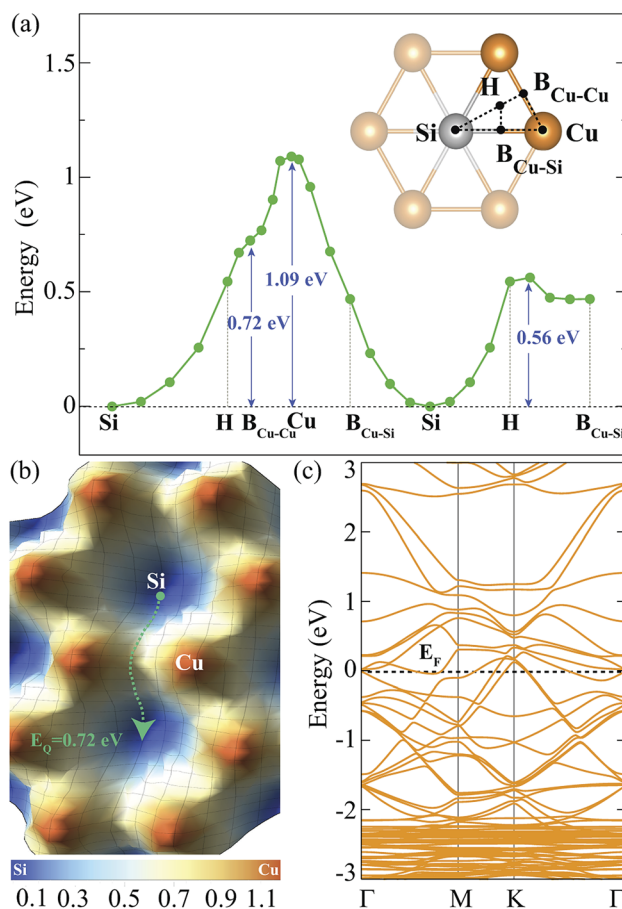 (a)
Energy (eV)
1.5
1
0.5
0
H
B Cu–Cu
Si
Cu
B Cu–Si
1.09 eV
0.72 eV
0.56 eV
Si H B Cu–Cu Cu B Cu–Si Si H B Cu–Si
(b)
Si
Cu
E Q =0.72 eV
Si Cu
0.1 0.3 0.5 0.7 0.9 1.1
(c)
Energy (eV)
3
2
1
0
-1
-2
-3
E F
Γ M K Γ